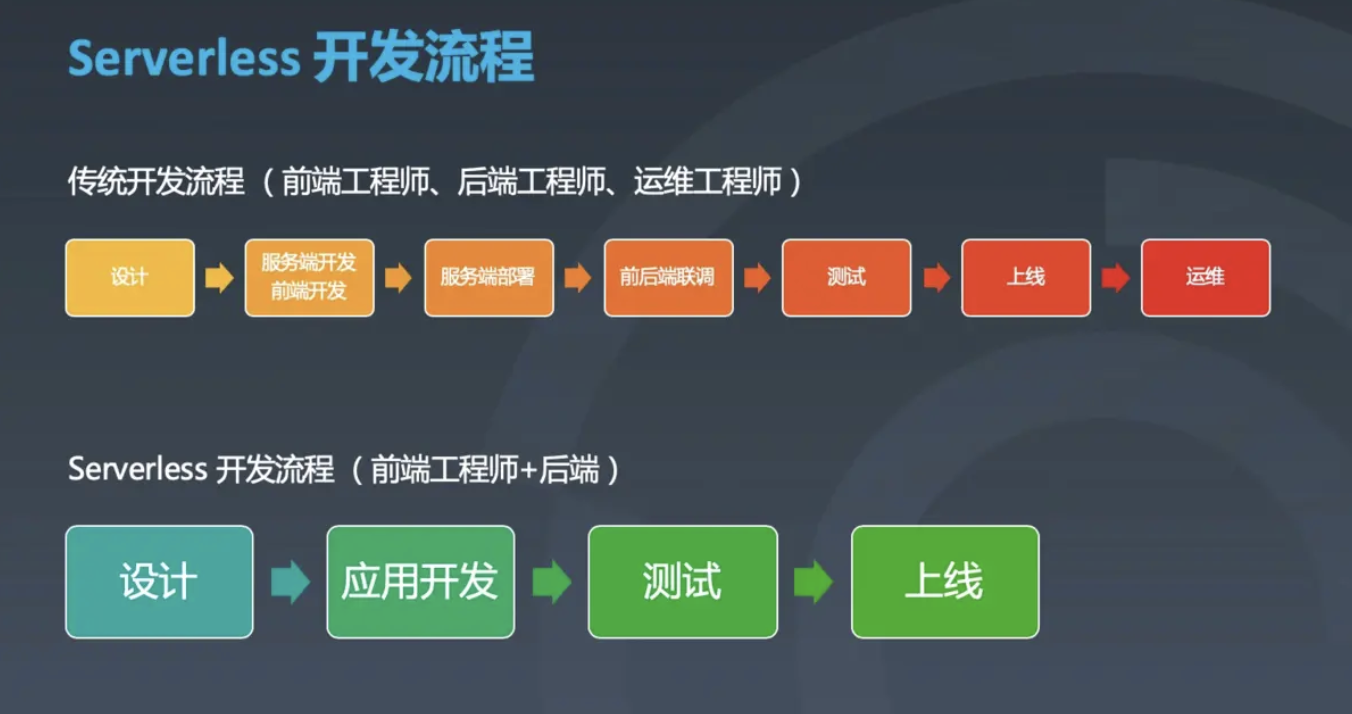 Serverless 开发流程
传统开发流程（前端工程师、后端工程师、运维工程师）
设计
服务端开发
前端开发
服务端部署
前后端联调
测试
上线
运维
Serverless 开发流程（前端工程师+后端）
设计
应用开发
测试
上线